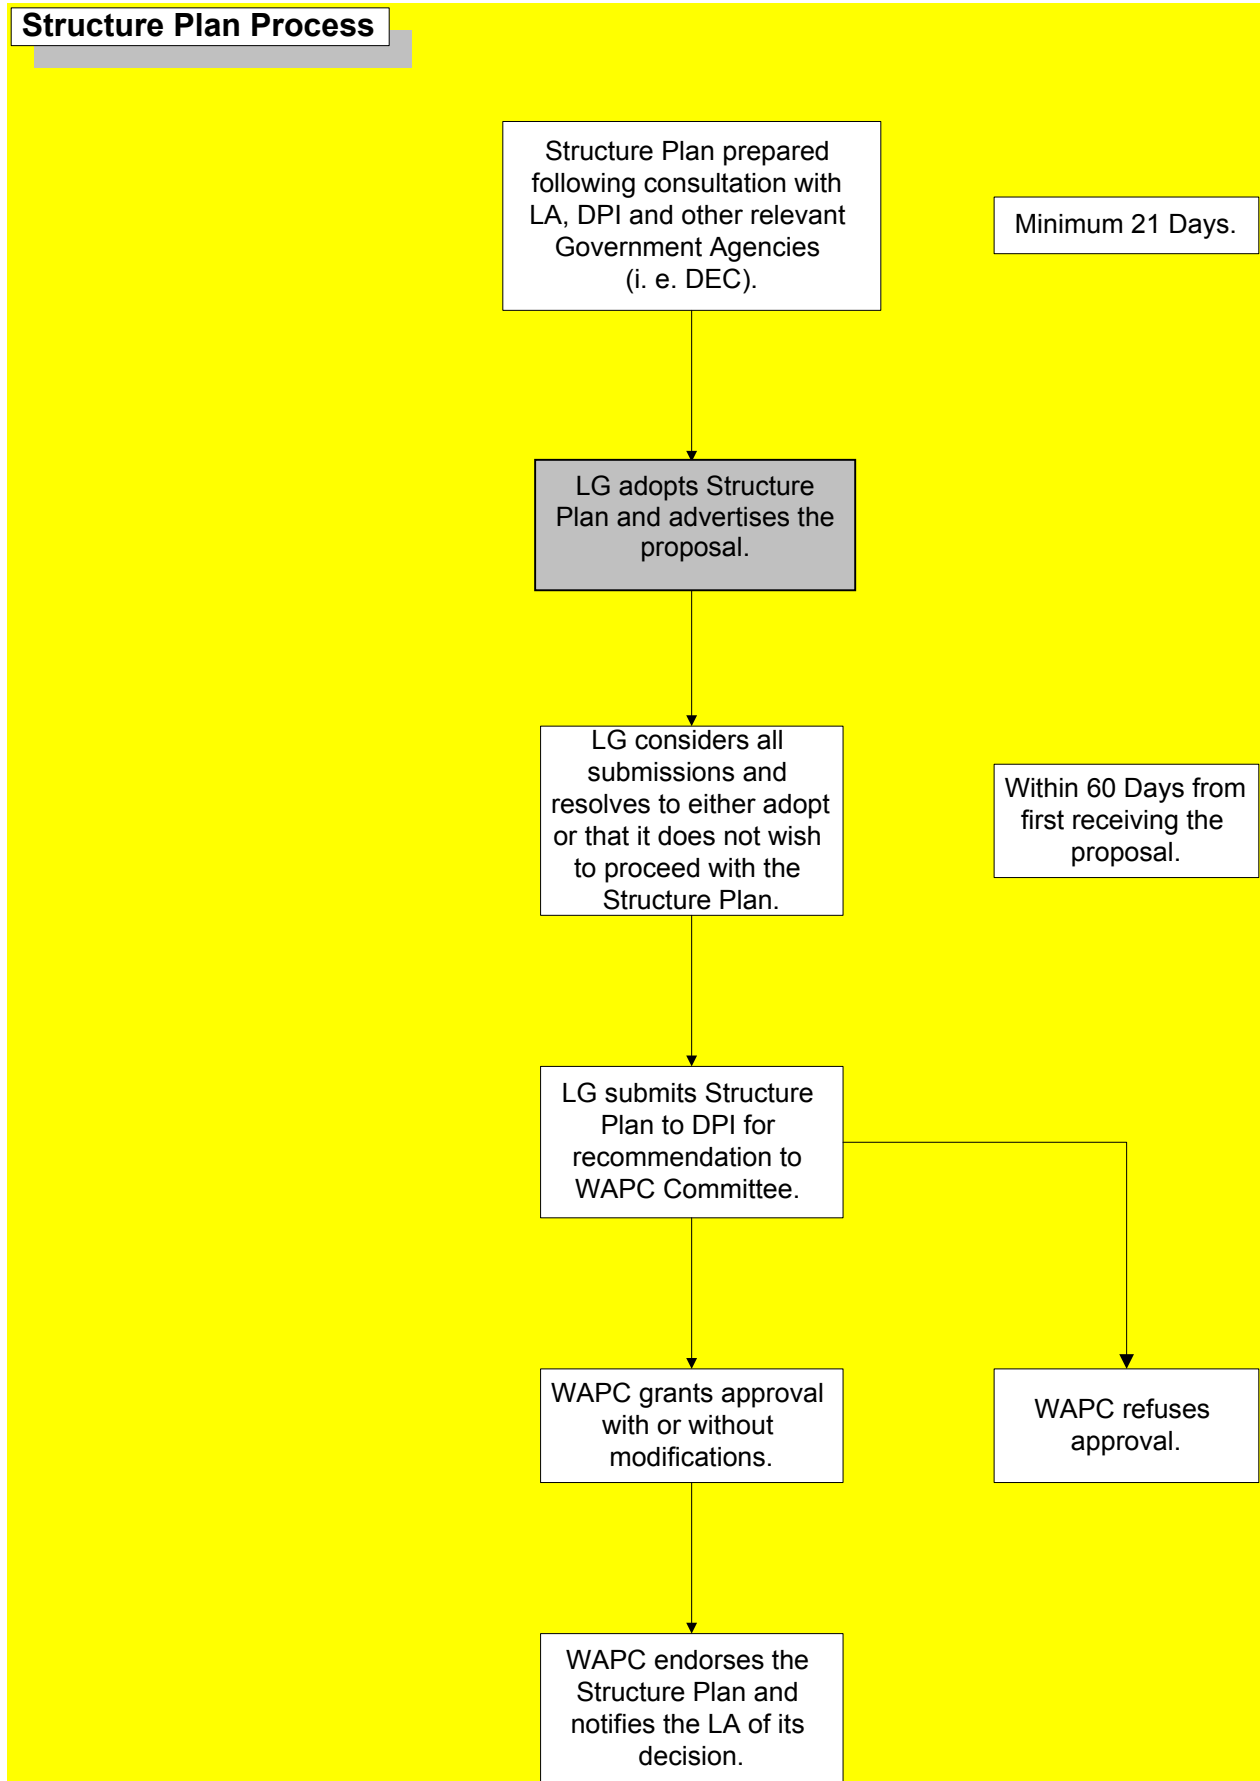 Structure Plan Process
Structure Plan prepared
following consultation with
LA, DPI and other relevant
Government Agencies
(i. e. DEC).
Minimum 21 Days.
LG adopts Structure
Plan and advertises the
proposal.
LG considers all
submissions and
resolves to either adopt
or that it does not wish
to proceed with the
Structure Plan.
Within 60 Days from
first receiving the
proposal.
LG submits Structure
Plan to DPI for
recommendation to
WAPC Committee.
WAPC grants approval
with or without
modifications.
WAPC refuses
approval.
WAPC endorses the
Structure Plan and
notifies the LA of its
decision.